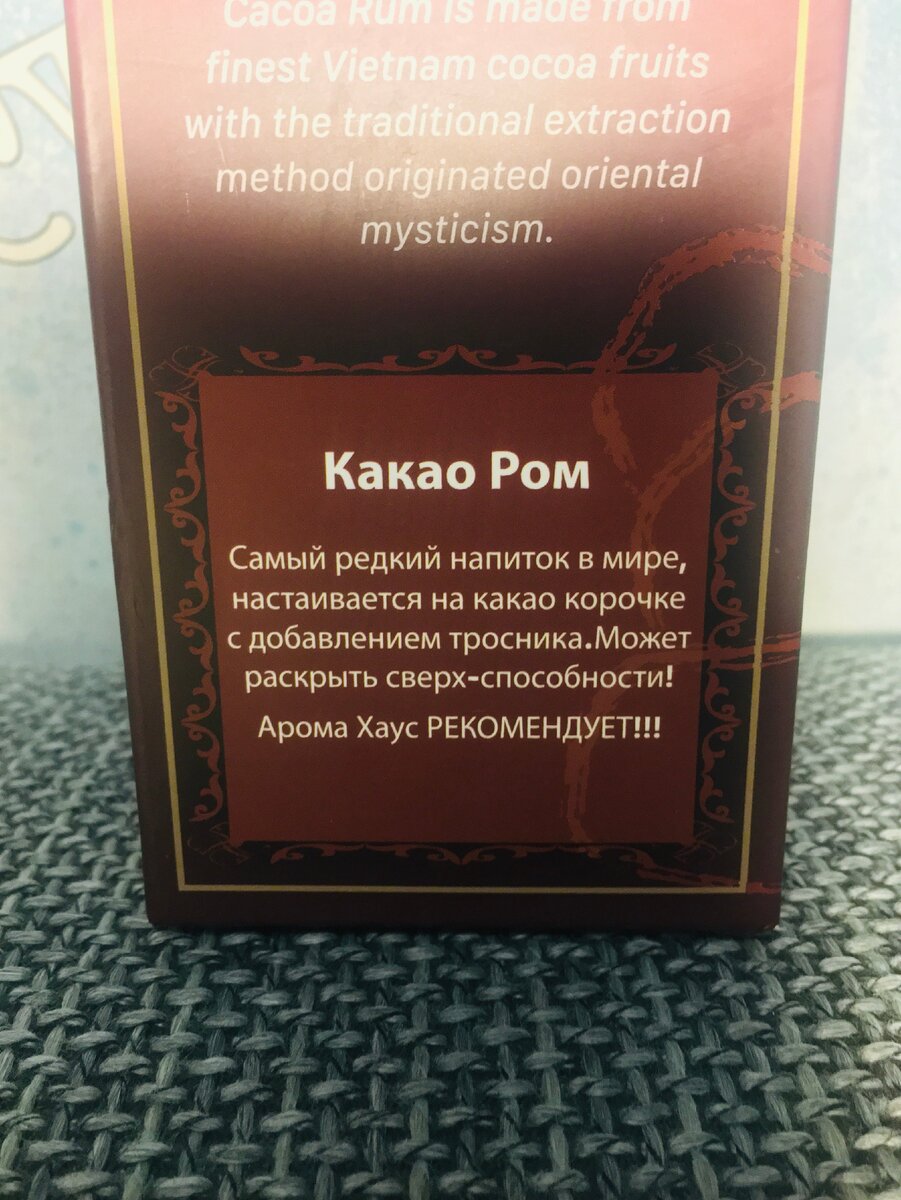 Cacoa Rum is made from
finest Vietnam cocoa fruits
with the traditional extraction
method originated oriental
mysticism.
Какао Ром
Самый редкий напиток в мире,
настаивается на какао корочке
с добавлением тросника.Может
раскрыть сверх-способности!
Арома Хаус РЕКОМЕНДУЕТ!!!